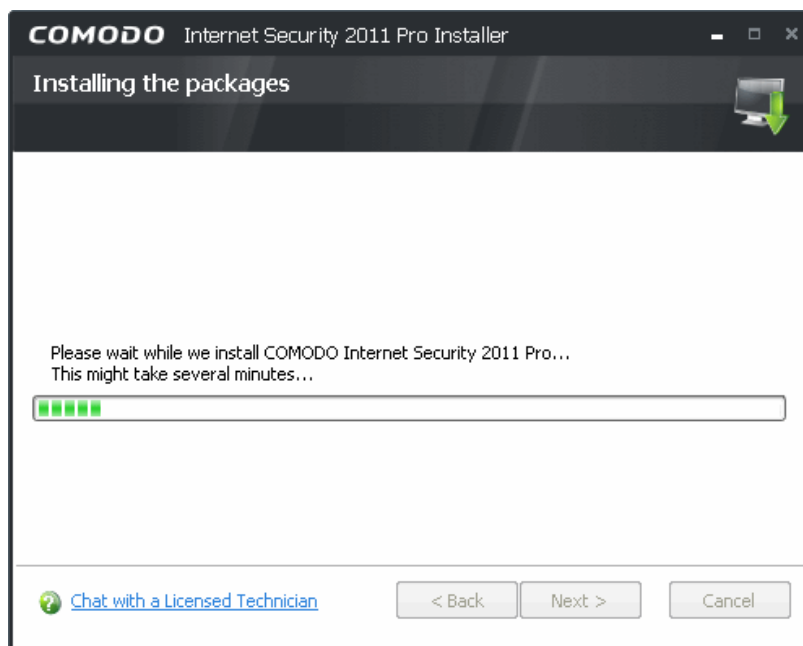 COMODO Internet Security 2011 Pro Installer
Installing the packages
Please wait while we install COMODO Internet Security 2011 Pro...
This might take several minutes...
Chat with a Licensed Technician
< Back
Next >
Cancel